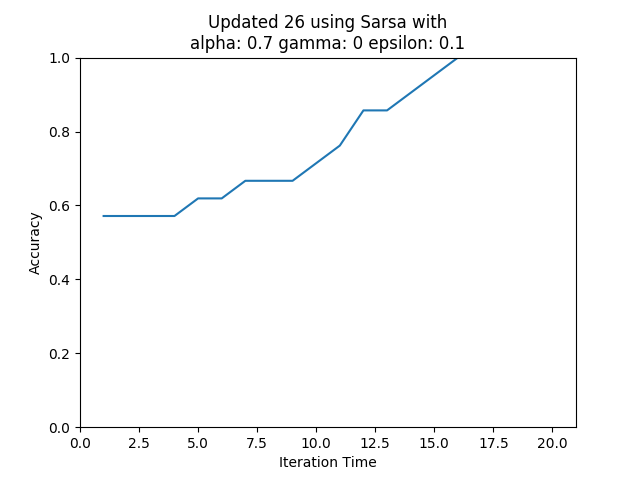 Updated 26 using Sarsa with
alpha: 0.7 gamma: 0 epsilon: 0.1
1.0
0.8
0.6
0.4
0.2
0.0
Accuracy
0.0 2.5 5.0 7.5 10.0 12.5 15.0 17.5 20.0
Iteration Time